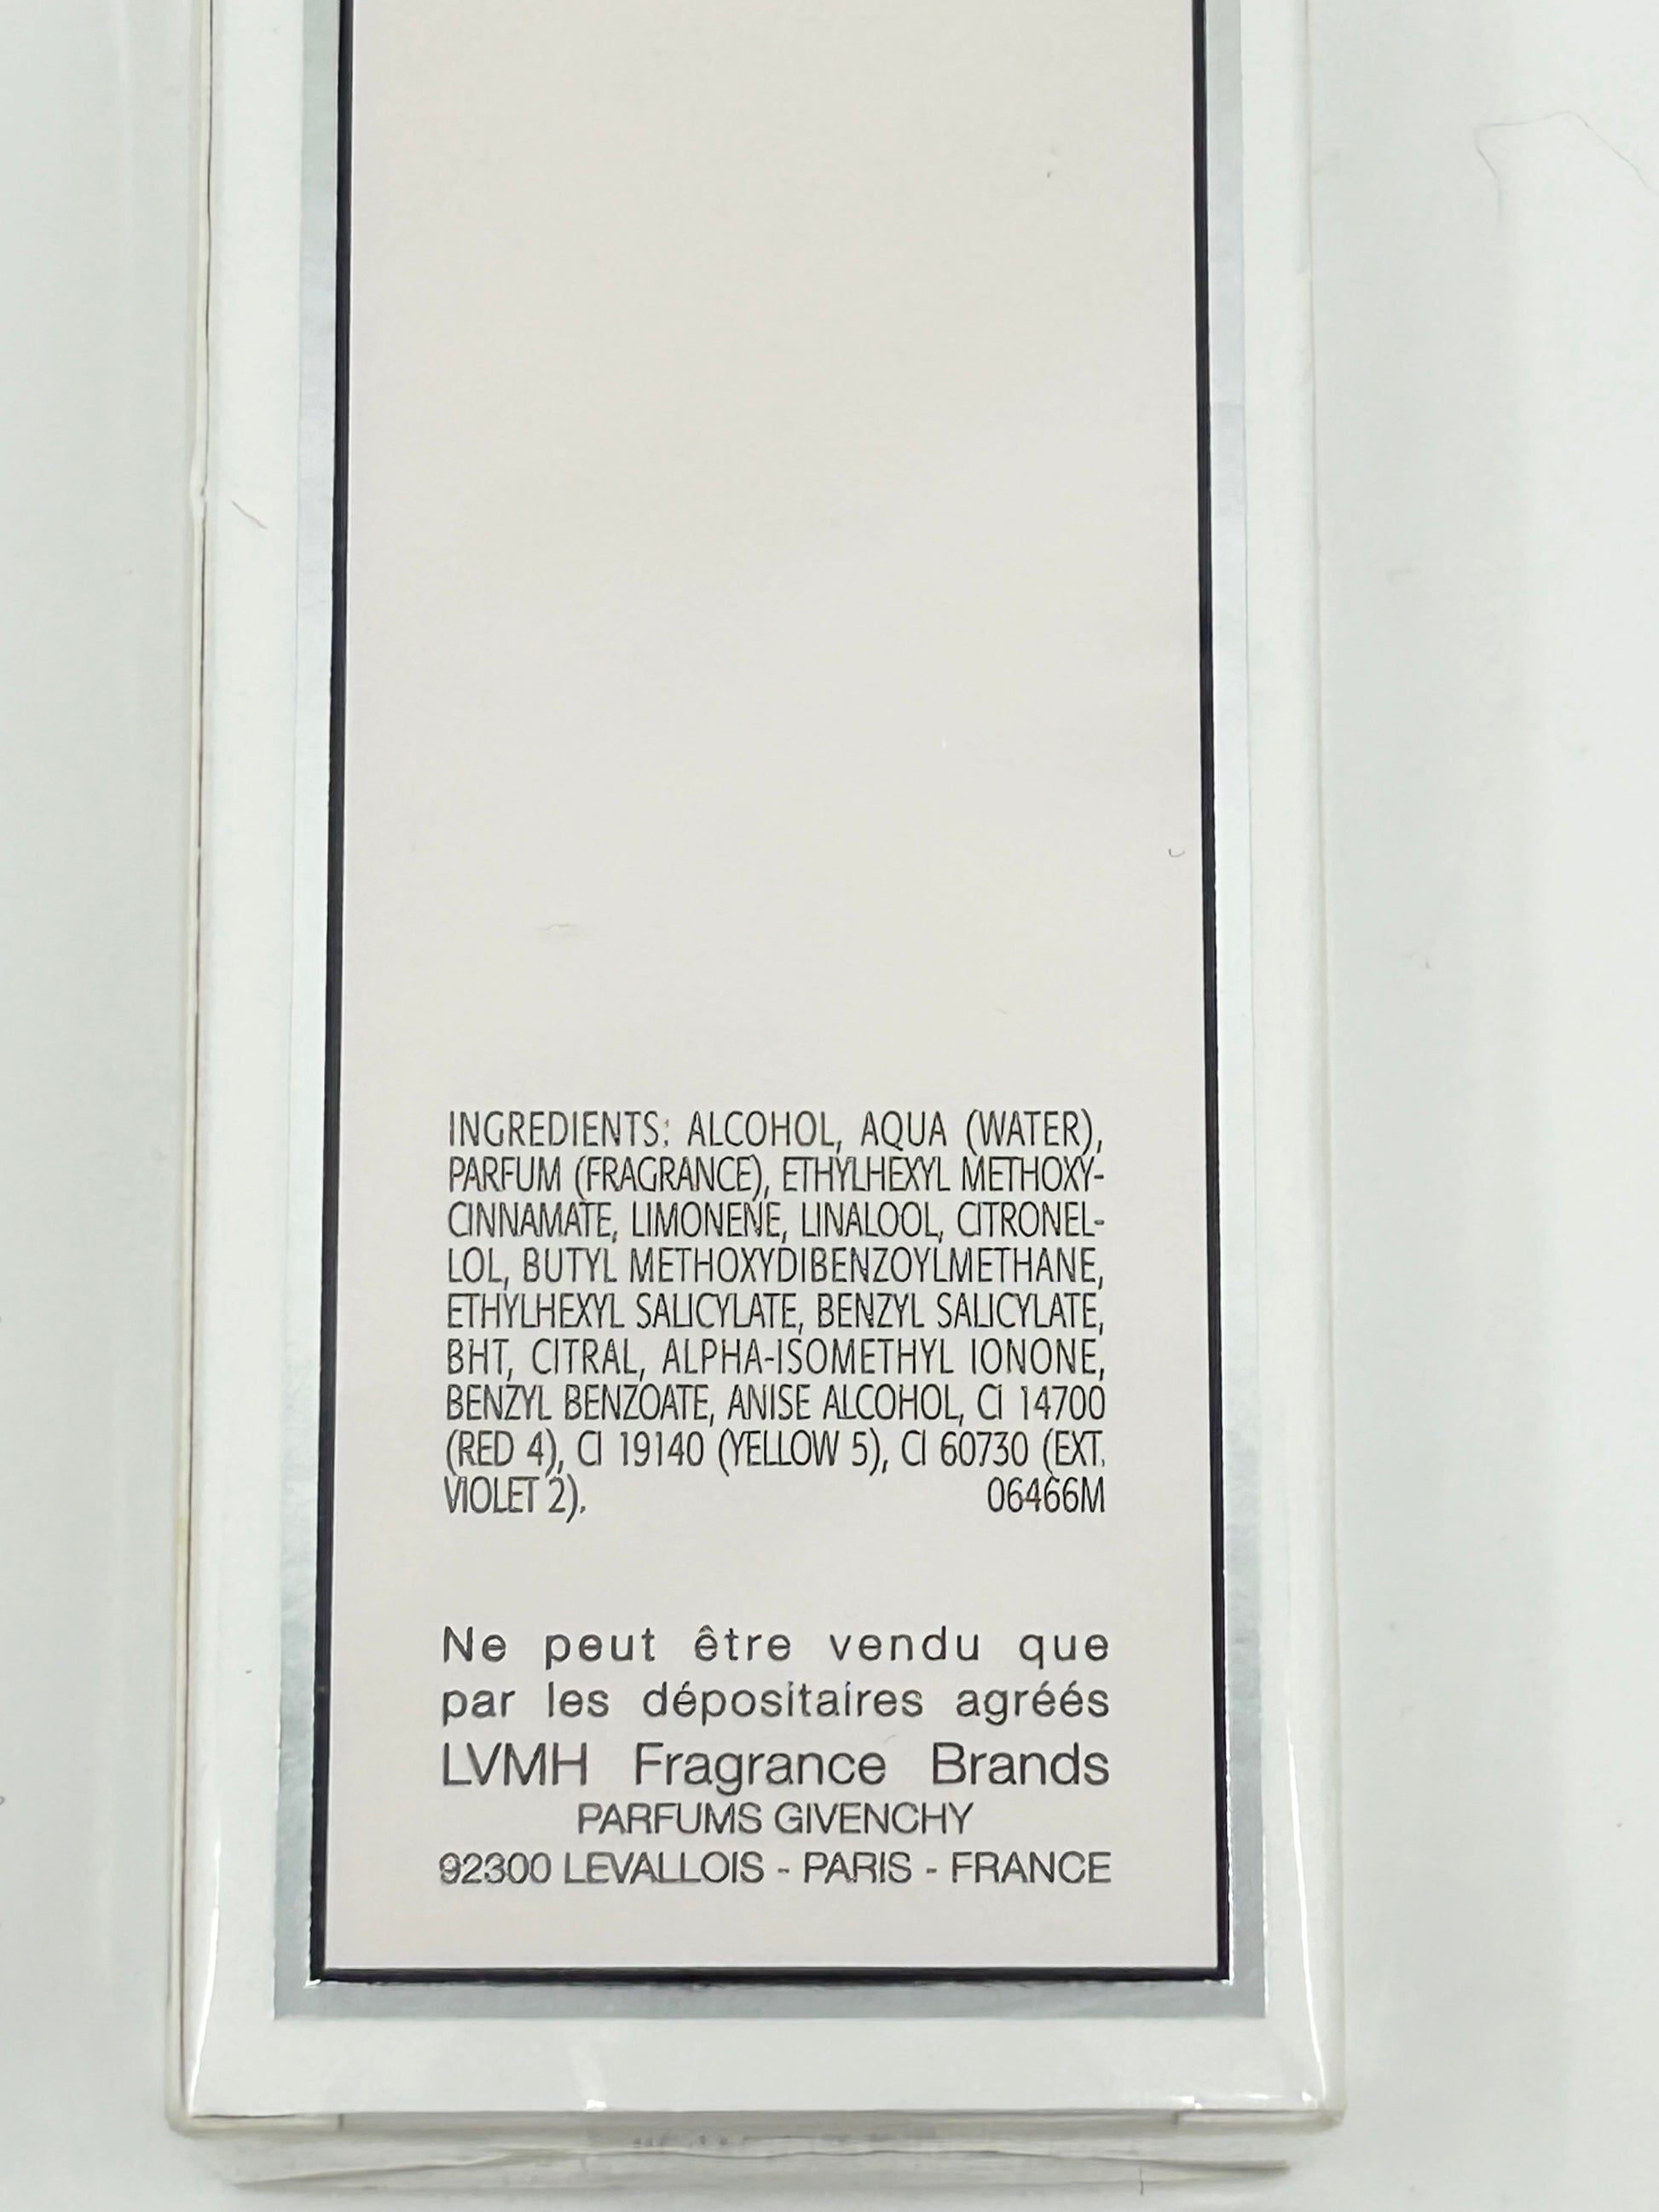 INGREDIENTS: ALCOHOL, AQUA (WATER),
PARFUM (FRAGRANCE), ETHYLHEXYL METHOXY-
CINNAMATE, LIMONENE, LINALOOL, CITRONEL-
LOL, BUTYL METHOXYDIBENZOYLMETHANE,
ETHYLHEXYL SALICYLATE, BENZYL SALICYLATE,
BHT, CITRAL, ALPHA-ISOMETHYL IONONE,
BENZYL BENZOATE, ANISE ALCOHOL, CI 14700
(RED 4), CI 19140 (YELLOW 5), CI 60730 (EXT.
VIOLET 2). 06466M
Ne peut être vendu que
par les dépositaires agréés
LVMH Fragrance Brands
PARFUMS GIVENCHY
92300 LEVALLOIS - PARIS - FRANCE